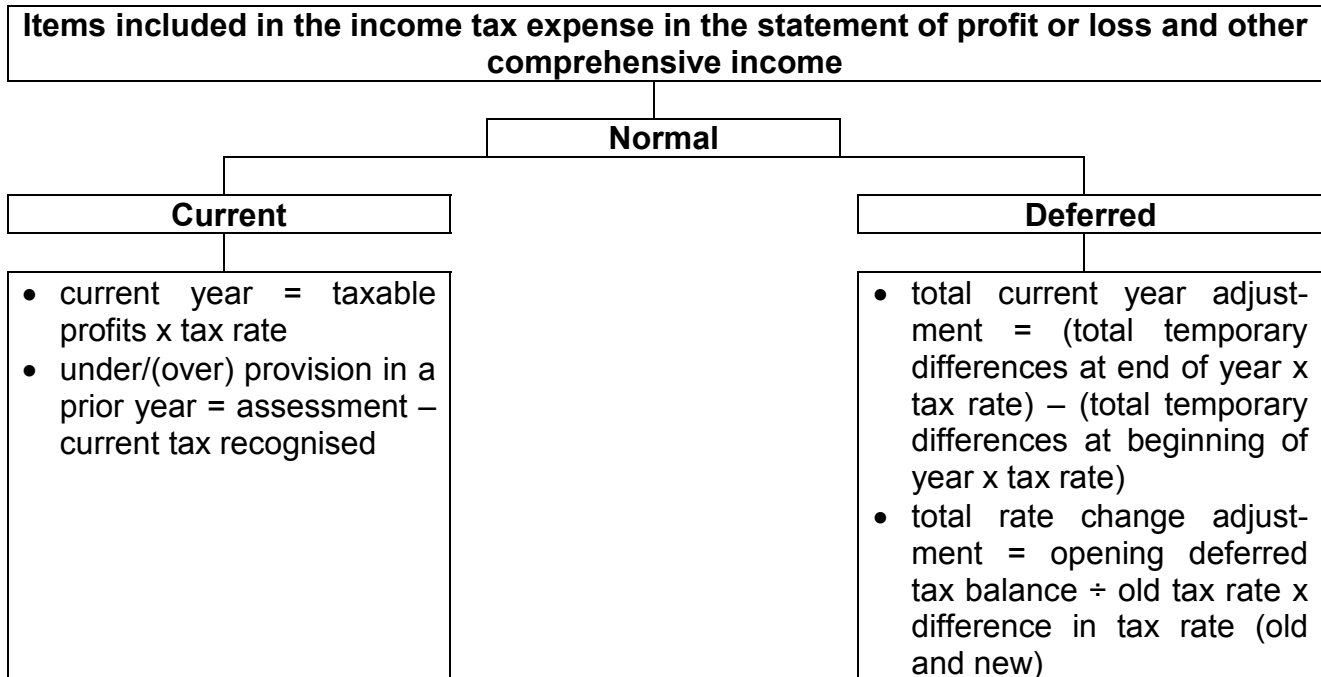 Items included in the income tax expense in the statement of profit or loss and other
comprehensive income
Normal
Current
• current year = taxable
profits x tax rate
• under/(over) provision in a
prior year = assessment –
current tax recognised
Deferred
• total current year adjust-
ment = (total temporary
differences at end of year x
tax rate) – (total temporary
differences at beginning of
year x tax rate)
• total rate change adjust-
ment = opening deferred
tax balance ÷ old tax rate x
difference in tax rate (old
and new)